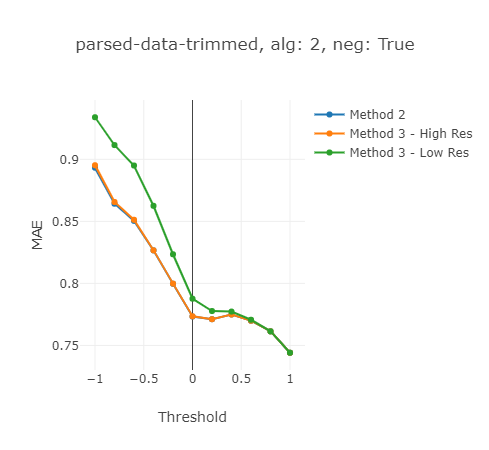 parsed-data-trimmed, alg: 2, neg: True
Method 2
Method 3 - High Res
Method 3 - Low Res
0.9
0.85
0.8
0.75
MAE
−1
−0.5
0
0.5
1
Threshold